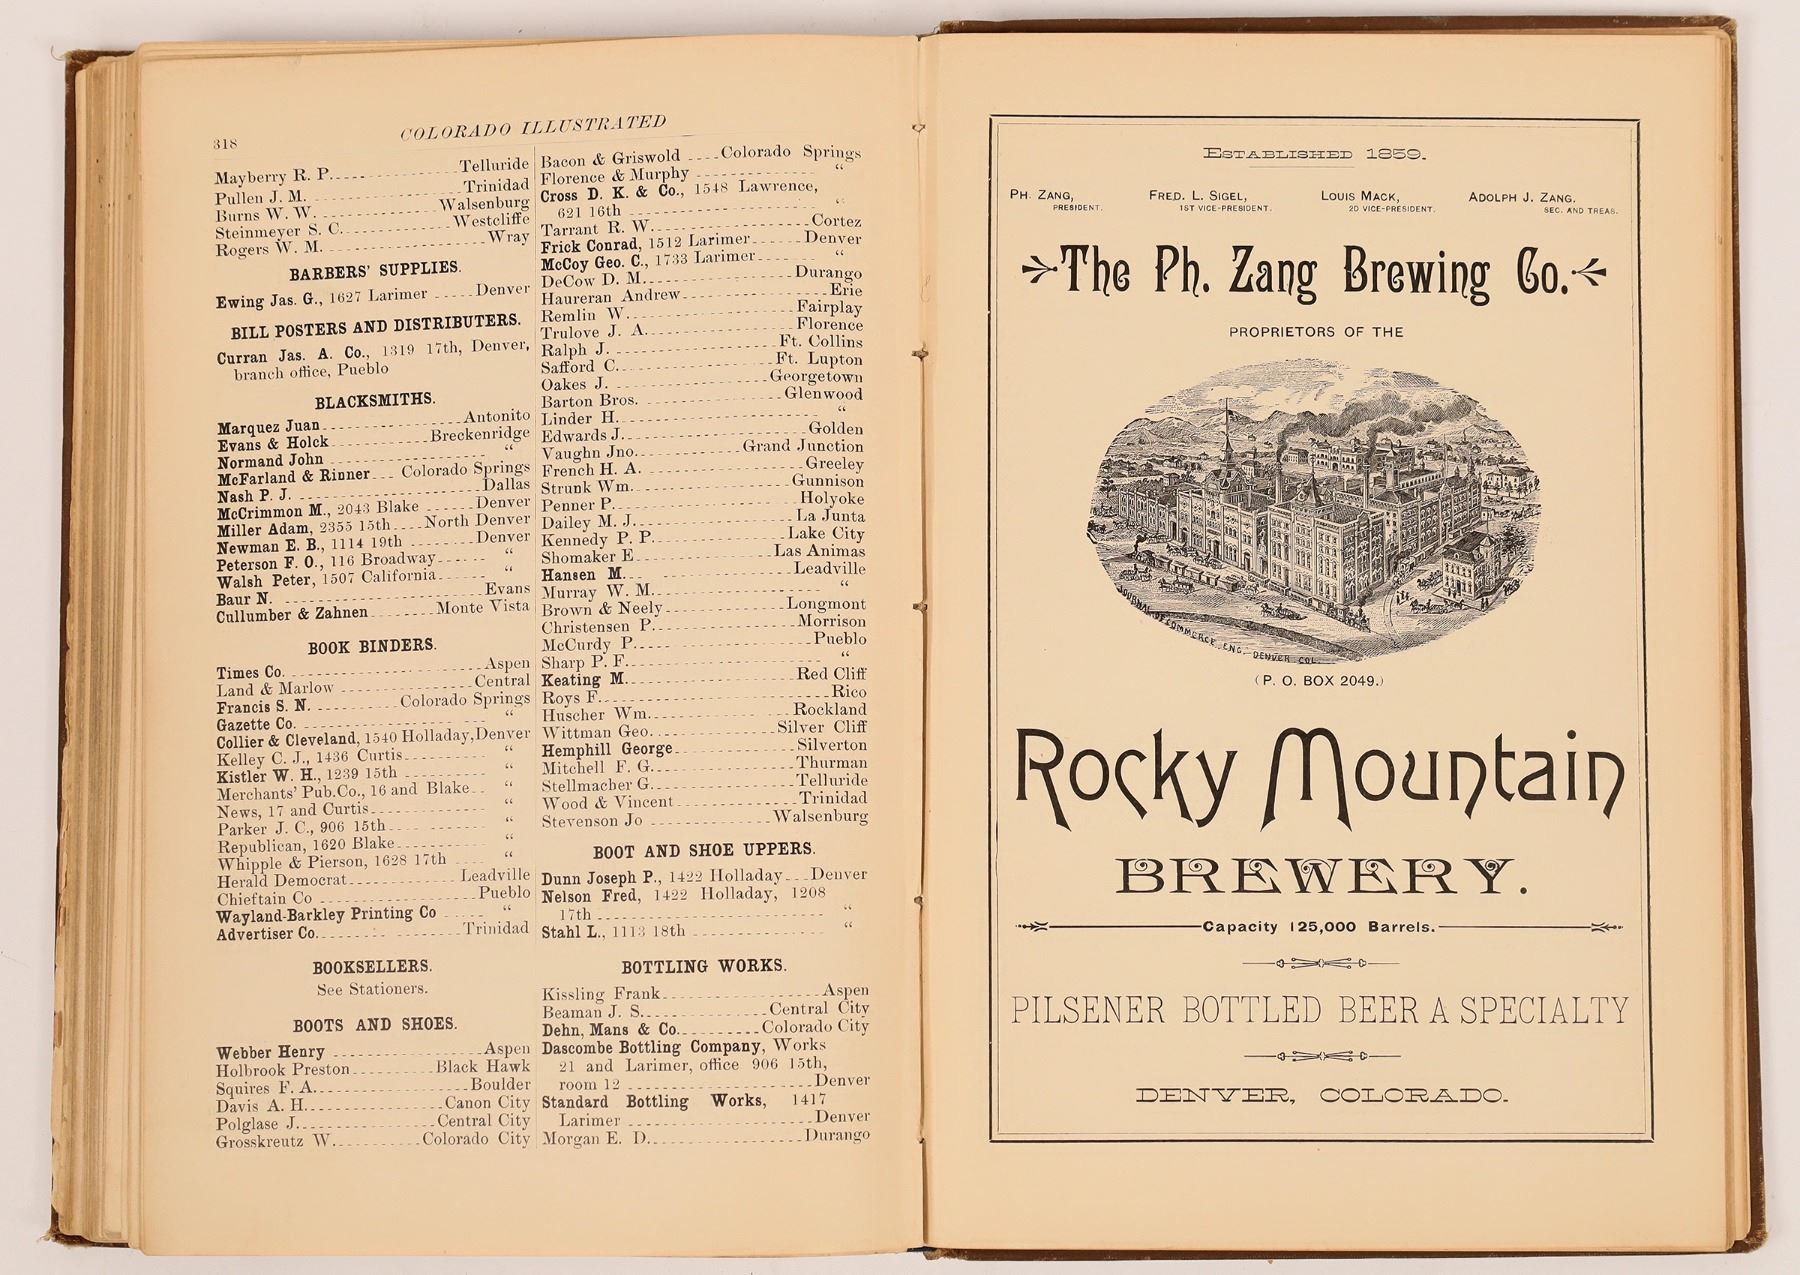 318
COLORADO ILLUSTRATED
Mayberry R. P. Telluride
Pullen J. M. Trinidad
Burns W. W. Walsenburg
Steinmeyer S. C. Westcliffe
Rogers W. M. Wray
BARBERS' SUPPLIES.
Ewing Jas. G., 1627 Larimer Denver
BILL POSTERS AND DISTRIBUTERS.
Curran Jas. A. Co., 1319 17th, Denver,
branch office, Pueblo
BLACKSMITHS.
Marquez Juan Antonito
Evans & Holck Breckenridge
Normand John "
McFarland & Rinner Colorado Springs
Nash P. J. Dallas
McCrimmon M., 2043 Blake Denver
Miller Adam, 2355 15th North Denver
Newman E. B., 1114 19th Denver
Peterson F. O., 116 Broadway "
Walsh Peter, 1507 California "
Baur N. Evans
Cullumber & Zahnen Monte Vista
BOOK BINDERS.
Times Co. Aspen
Land & Marlow Central
Francis S. N. Colorado Springs
Gazette Co. "
Collier & Cleveland, 1540 Holladay, Denver
Kelley C. J., 1436 Curtis "
Kistler W. H., 1239 15th "
Merchants' Pub. Co., 16 and Blake "
News, 17 and Curtis "
Parker J. C., 906 15th "
Republican, 1620 Blake "
Whipple & Pierson, 1628 17th "
Herald Democrat Leadville
Chieftain Co Pueblo
Wayland-Barkley Printing Co "
Advertiser Co. Trinidad
BOOKSELLERS.
See Stationers.
BOOTS AND SHOES.
Webber Henry Aspen
Holbrook Preston Black Hawk
Squires F. A. Boulder
Davis A. H. Canon City
Polglase J. Central City
Grosskreutz W. Colorado City
Bacon & Griswold Colorado Springs
Florence & Murphy "
Cross D. K. & Co., 1548 Lawrence,
621 16th "
Tarrant R. W. Cortez
Frick Conrad, 1512 Larimer Denver
McCoy Geo. C., 1733 Larimer "
DeCow D. M. Durango
Haureran Andrew Erie
Remlin W. Fairplay
Trulove J. A. Florence
Ralph J. Ft. Collins
Safford C. Ft. Lupton
Oakes J. Georgetown
Barton Bros. Glenwood
Linder H. "
Edwards J. Golden
Vaughn Jno. Grand Junction
French H. A. Greeley
Strunk Wm. Gunnison
Penner P. Holyoke
Dailey M. J. La Junta
Kennedy P. P. Lake City
Shomaker E Las Animas
Hansen M. Leadville
Murray W. M. "
Brown & Neely Longmont
Christensen P. Morrison
McCurdy P. Pueblo
Sharp P. F. "
Keating M. Red Cliff
Roys F. Rico
Huscher Wm. Rockland
Wittman Geo. Silver Cliff
Hemphill George Silverton
Mitchell F. G. Thurman
Stellmacher G. Telluride
Wood & Vincent Trinidad
Stevenson Jo Walsenburg
BOOT AND SHOE UPPERS.
Dunn Joseph P., 1422 Holladay Denver
Nelson Fred, 1422 Holladay, 1208
17th "
Stahl L., 1113 18th "
BOTTLING WORKS.
Kissling Frank Aspen
Beaman J. S. Central City
Dehn, Mans & Co. Colorado City
Dascombe Bottling Company, Works
21 and Larimer, office 906 15th,
room 12 Denver
Standard Bottling Works, 1417
Larimer Denver
Morgan E. D. Durango
ESTABLISHED 1859.
PH. ZANG, FRED. L. SIGEL, LOUIS MACK, ADOLPH J. ZANG.
PRESIDENT. 1ST VICE-PRESIDENT. 2D VICE-PRESIDENT. SEC. AND TREAS.
The Ph. Zang Brewing Co.
PROPRIETORS OF THE
JOURNAL OF COMMERCE, ENG. DENVER COL.
(P. O. BOX 2049.)
Rocky Mountain
BREWERY.
Capacity 125,000 Barrels.
PILSENER BOTTLED BEER A SPECIALTY
DENVER, COLORADO.